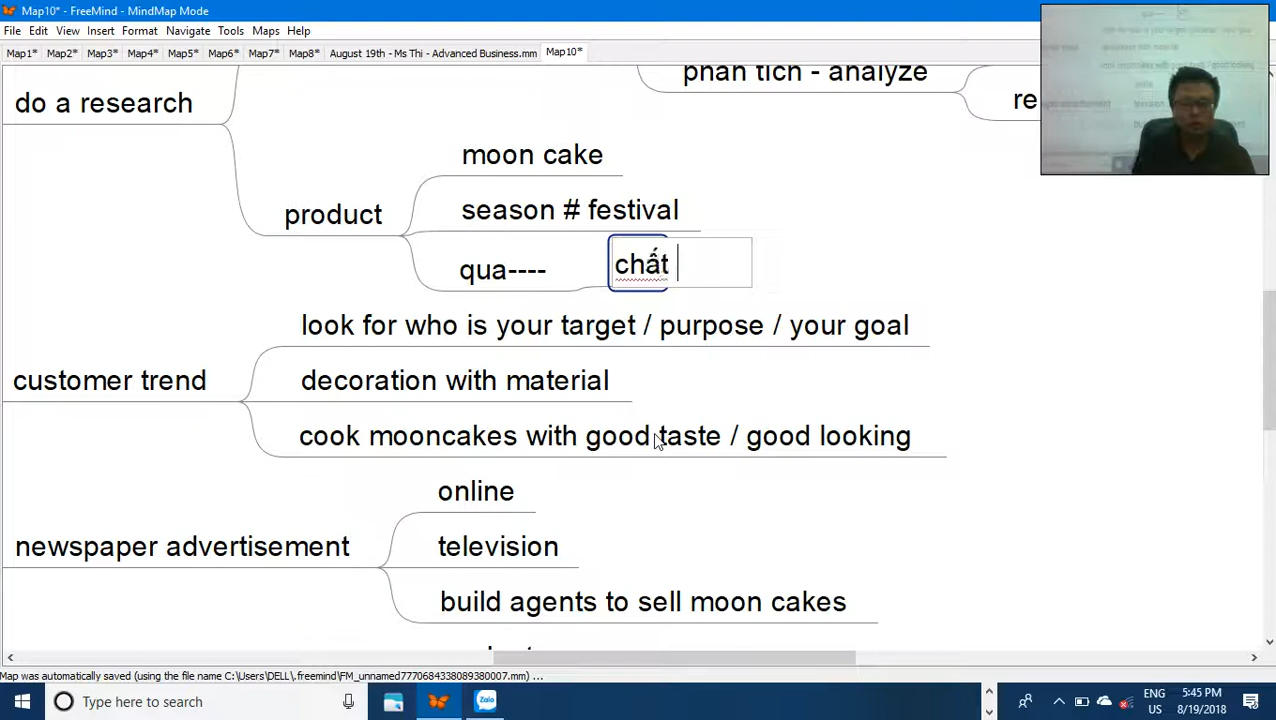 Map10* - FreeMind - MindMap Mode
File Edit View Insert Format Navigate Tools Maps Help
Map1* Map2* Map3* Map4* Map5* Map6* Map7* Map8* August 19th - Ms Thi - Advanced Business.mm Map10*
phân tích - analyze
do a research
re
moon cake
product
season # festival
qua----
chất
look for who is your target / purpose / your goal
customer trend
decoration with material
cook mooncakes with good taste / good looking
online
newspaper advertisement
television
build agents to sell moon cakes
Map was automatically saved (using the file name C:\Users\DELL\.freemind\FM_unnamed7770684338089380007.mm) ...
Type here to search
Zalo
ENG
US
5:45 PM
8/19/2018